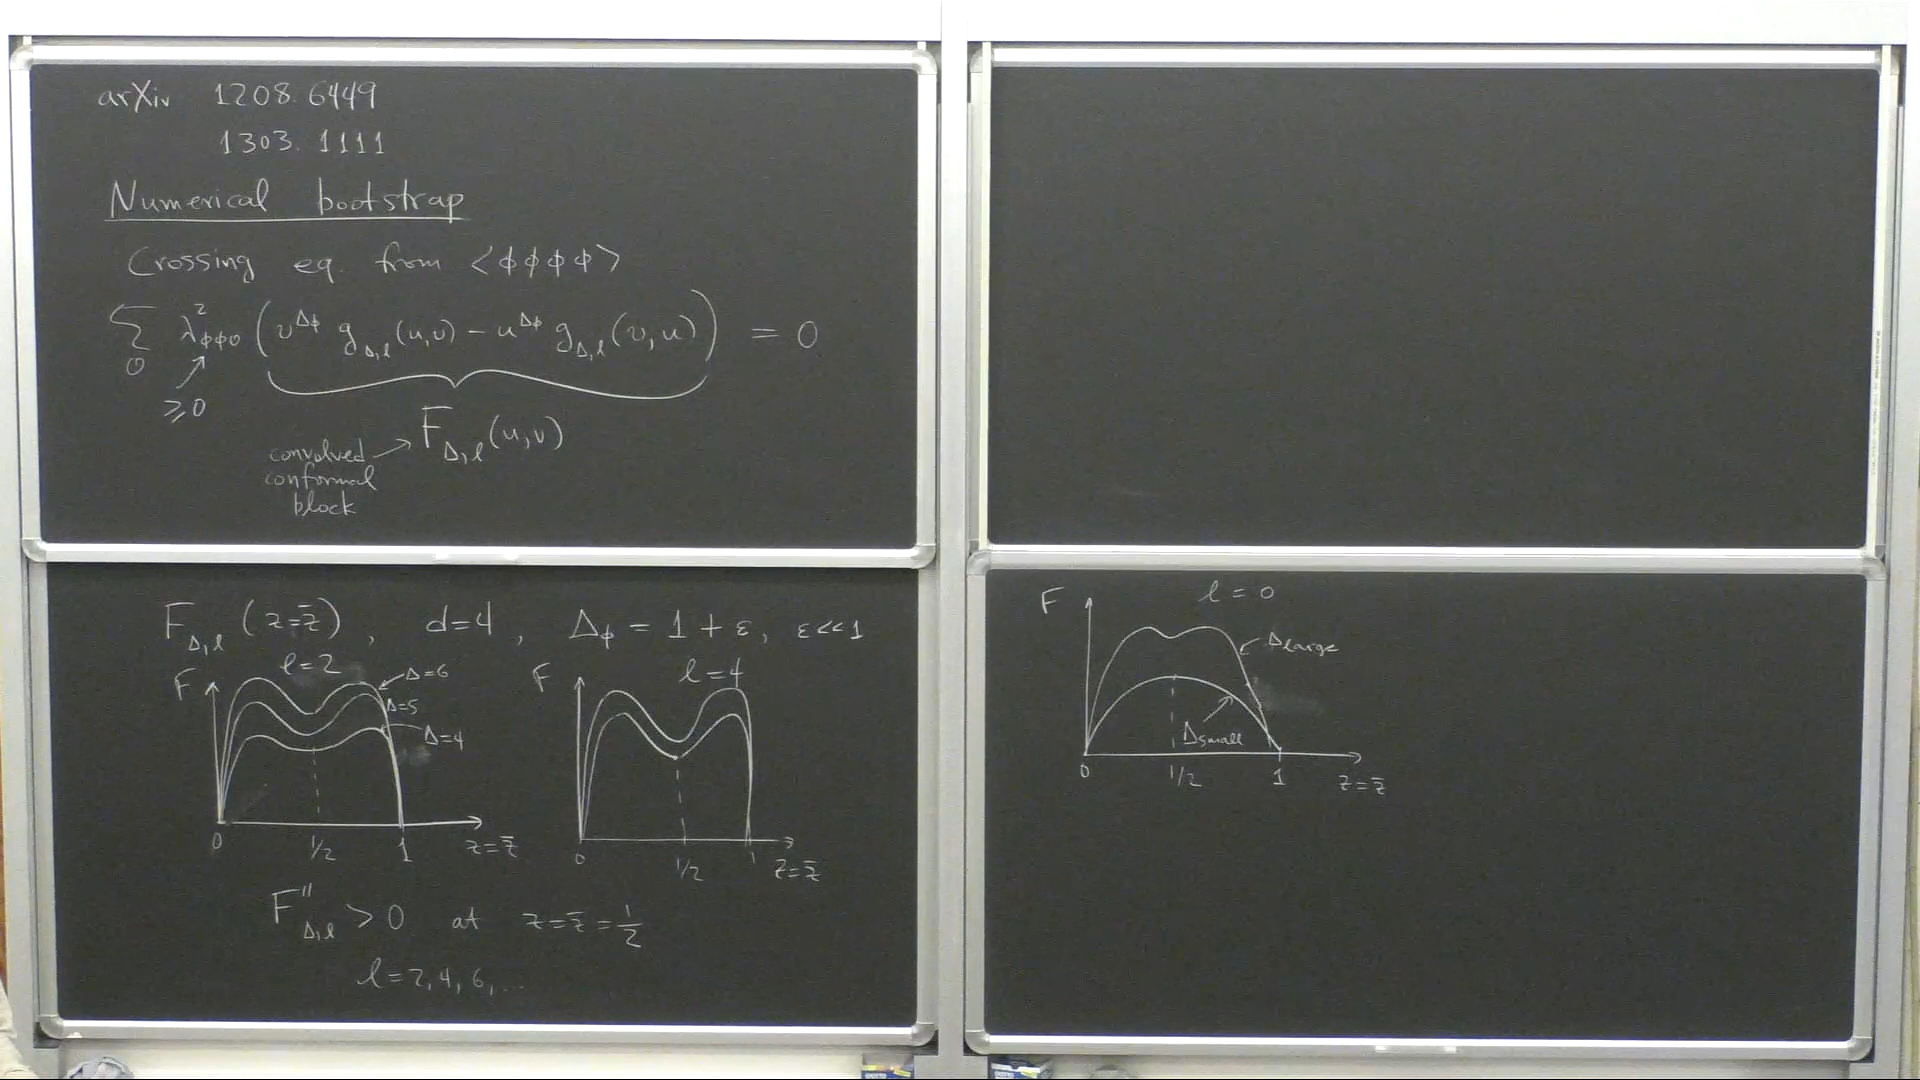 arXiv 1208.6449
1303.1111
Numerical bootstrap
Crossing eq. from <ϕϕϕϕ>
∑_O λ²_ϕϕO (v^Δϕ g_Δ,l(u,v) − u^Δϕ g_Δ,l(v,u)) = 0
≥0
F_Δ,l(u,v)
convolved
conformal
block
F_Δ,l (z=z̄), d=4, Δϕ = 1+ε, ε<<1
F l=2 Δ=6
Δ=5
Δ=4
0 1/2 1 z=z̄
F l=4
0 1/2 1 z=z̄
F''_Δ,l > 0 at z=z̄=1/2
l=2,4,6,...
F l=0
Δlarge
Δsmall
0 1/2 1 z=z̄